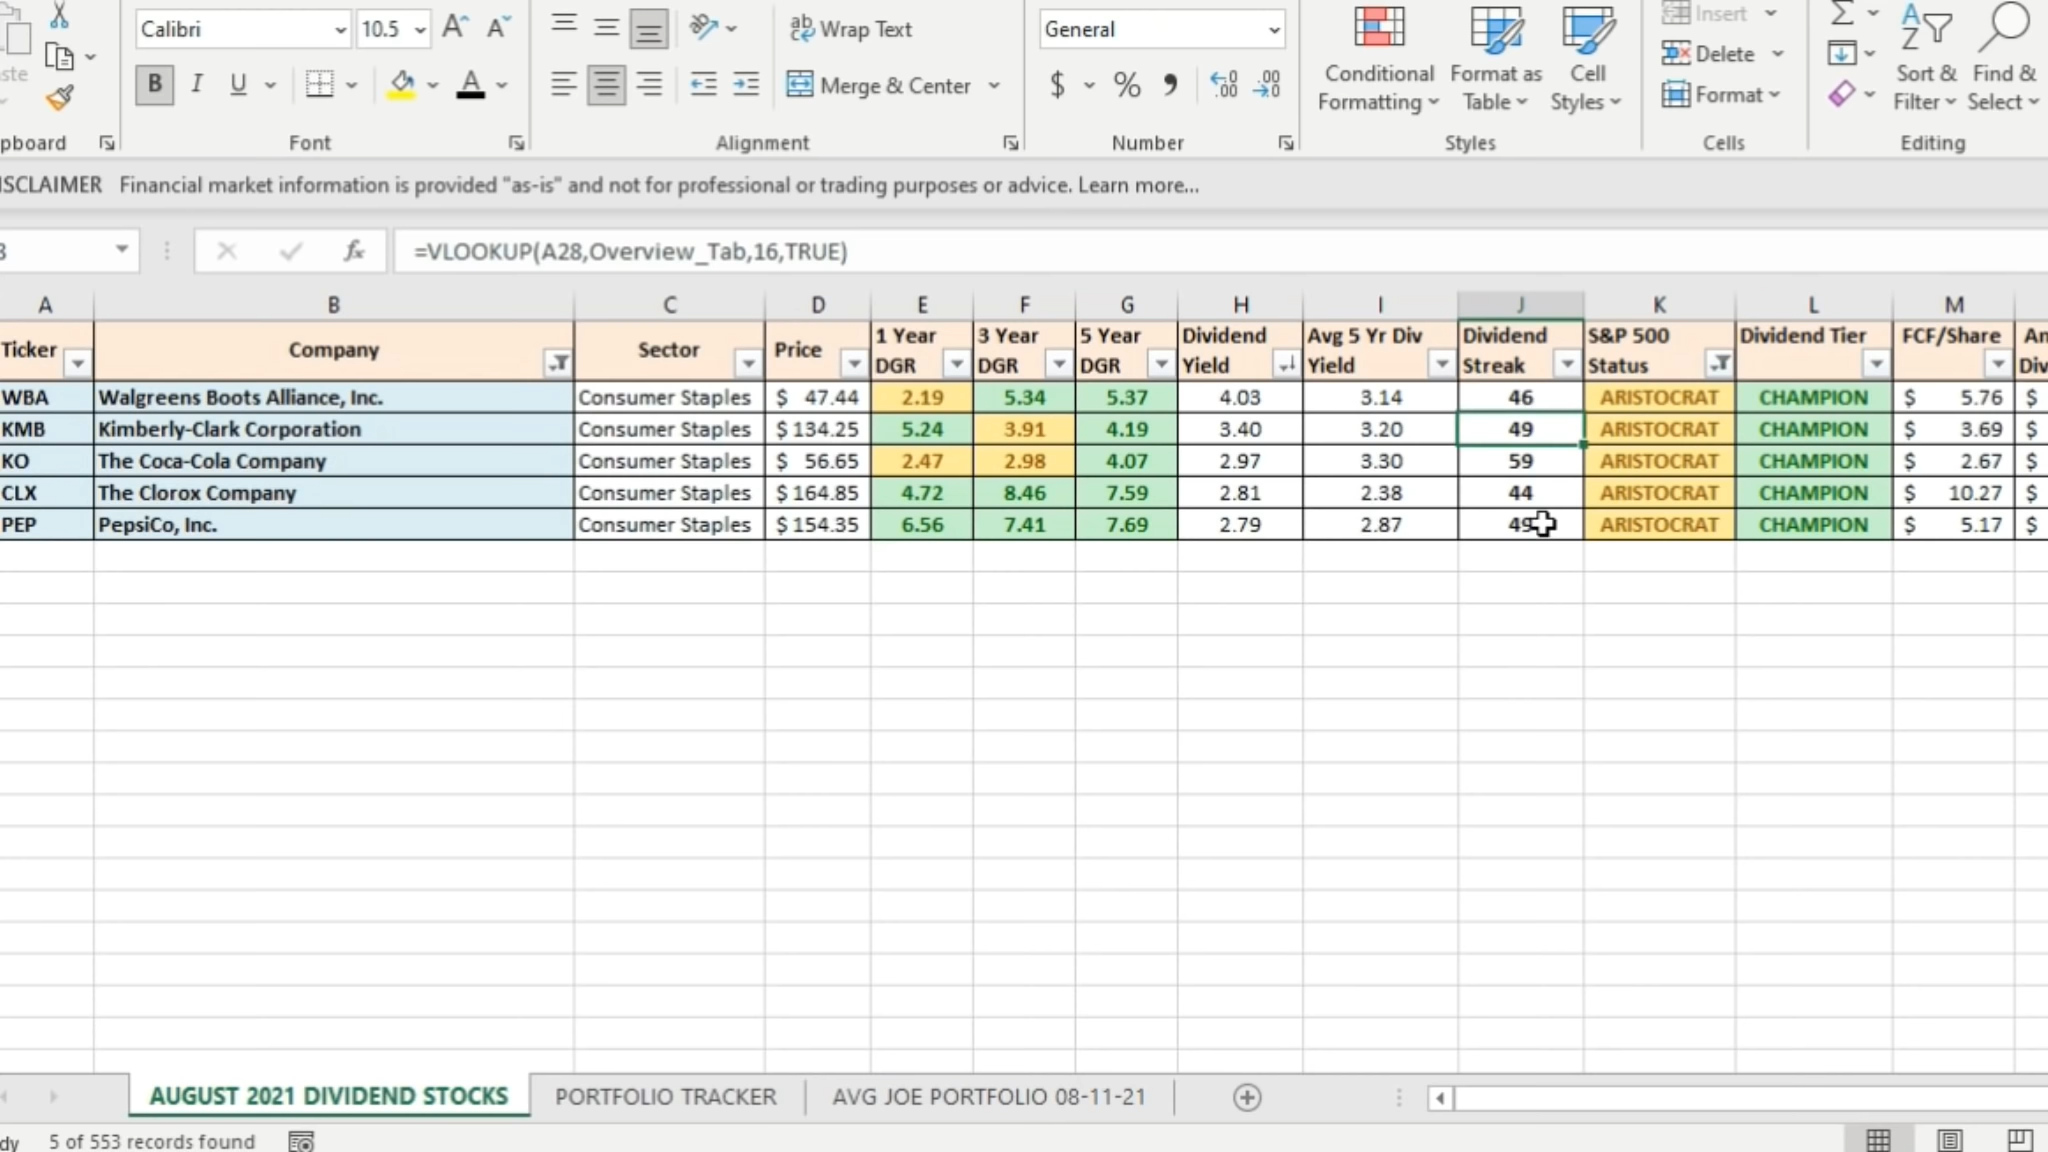 Calibri 10.5 A A Wrap Text General Insert
Delete
B I U A Merge & Center $ % , .00 .00 Conditional Formatting Format as Table Cell Styles Format Sort & Filter Find & Select
pboard Font Alignment Number Styles Cells Editing
ISCLAIMER Financial market information is provided "as-is" and not for professional or trading purposes or advice. Learn more...
fx =VLOOKUP(A28,Overview_Tab,16,TRUE)
A B C D E F G H I J K L M
Ticker Company Sector Price 1 Year DGR 3 Year DGR 5 Year DGR Dividend Yield Avg 5 Yr Div Yield Dividend Streak S&P 500 Status Dividend Tier FCF/Share An Div
WBA Walgreens Boots Alliance, Inc. Consumer Staples $ 47.44 2.19 5.34 5.37 4.03 3.14 46 ARISTOCRAT CHAMPION $ 5.76 $
KMB Kimberly-Clark Corporation Consumer Staples $ 134.25 5.24 3.91 4.19 3.40 3.20 49 ARISTOCRAT CHAMPION $ 3.69 $
KO The Coca-Cola Company Consumer Staples $ 56.65 2.47 2.98 4.07 2.97 3.30 59 ARISTOCRAT CHAMPION $ 2.67 $
CLX The Clorox Company Consumer Staples $ 164.85 4.72 8.46 7.59 2.81 2.38 44 ARISTOCRAT CHAMPION $ 10.27 $
PEP PepsiCo, Inc. Consumer Staples $ 154.35 6.56 7.41 7.69 2.79 2.87 49 ARISTOCRAT CHAMPION $ 5.17 $
AUGUST 2021 DIVIDEND STOCKS PORTFOLIO TRACKER AVG JOE PORTFOLIO 08-11-21
dy 5 of 553 records found